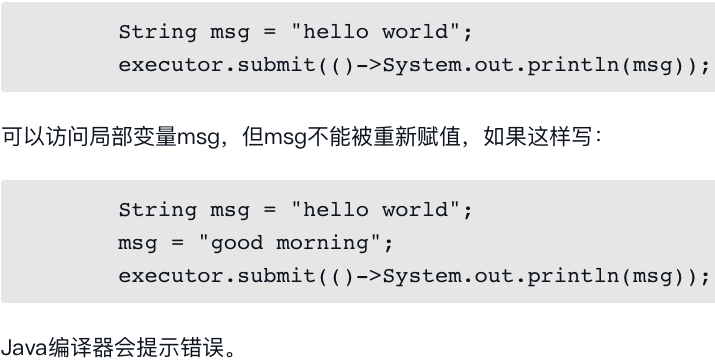 String msg = "hello world";
executor.submit(()->System.out.println(msg));
可以访问局部变量msg，但msg不能被重新赋值，如果这样写：
String msg = "hello world";
msg = "good morning";
executor.submit(()->System.out.println(msg));
Java编译器会提示错误。